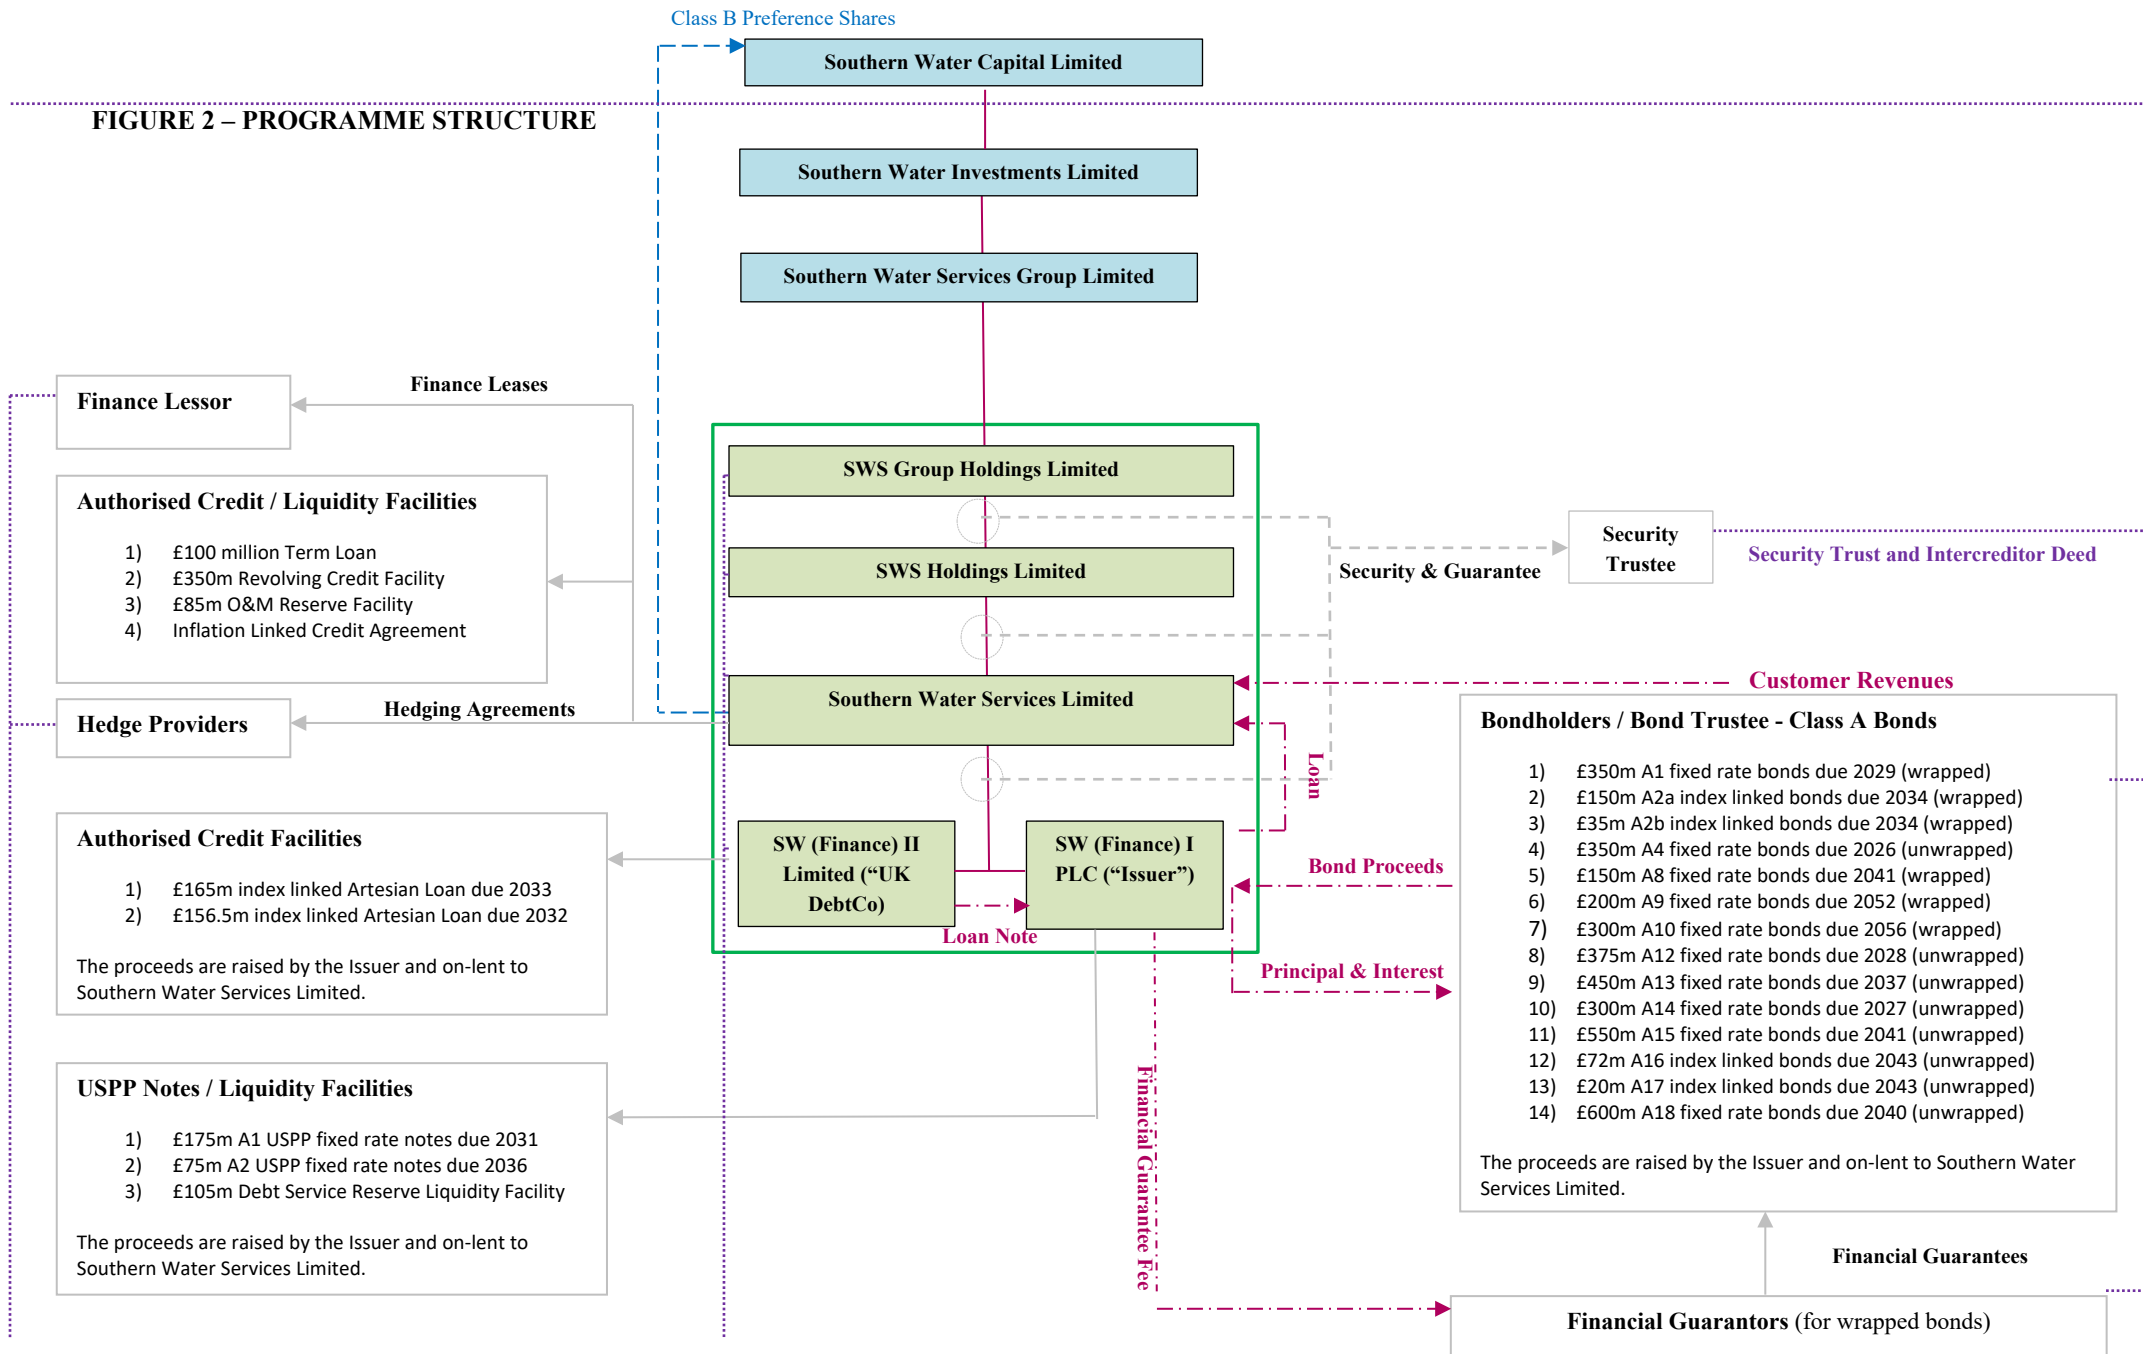 Class B Preference Shares
Southern Water Capital Limited
FIGURE 2 – PROGRAMME STRUCTURE
Southern Water Investments Limited
Southern Water Services Group Limited
Finance Leases
Finance Lessor
SWS Group Holdings Limited
Authorised Credit / Liquidity Facilities
1) £100 million Term Loan
2) £350m Revolving Credit Facility
3) £85m O&M Reserve Facility
4) Inflation Linked Credit Agreement
SWS Holdings Limited
Security & Guarantee
Security
Trustee
Security Trust and Intercreditor Deed
Southern Water Services Limited
Customer Revenues
Hedging Agreements
Hedge Providers
Loan
Bondholders / Bond Trustee - Class A Bonds
1) £350m A1 fixed rate bonds due 2029 (wrapped)
2) £150m A2a index linked bonds due 2034 (wrapped)
3) £35m A2b index linked bonds due 2034 (wrapped)
4) £350m A4 fixed rate bonds due 2026 (unwrapped)
5) £150m A8 fixed rate bonds due 2041 (wrapped)
6) £200m A9 fixed rate bonds due 2052 (wrapped)
7) £300m A10 fixed rate bonds due 2056 (wrapped)
8) £375m A12 fixed rate bonds due 2028 (unwrapped)
9) £450m A13 fixed rate bonds due 2037 (unwrapped)
10) £300m A14 fixed rate bonds due 2027 (unwrapped)
11) £550m A15 fixed rate bonds due 2041 (unwrapped)
12) £72m A16 index linked bonds due 2043 (unwrapped)
13) £20m A17 index linked bonds due 2043 (unwrapped)
14) £600m A18 fixed rate bonds due 2040 (unwrapped)
The proceeds are raised by the Issuer and on-lent to Southern Water
Services Limited.
Authorised Credit Facilities
1) £165m index linked Artesian Loan due 2033
2) £156.5m index linked Artesian Loan due 2032
The proceeds are raised by the Issuer and on-lent to
Southern Water Services Limited.
SW (Finance) II
Limited (“UK
DebtCo)
SW (Finance) I
PLC (“Issuer”)
Loan Note
Bond Proceeds
Principal & Interest
USPP Notes / Liquidity Facilities
1) £175m A1 USPP fixed rate notes due 2031
2) £75m A2 USPP fixed rate notes due 2036
3) £105m Debt Service Reserve Liquidity Facility
The proceeds are raised by the Issuer and on-lent to
Southern Water Services Limited.
Financial Guarantee Fee
Financial Guarantees
Financial Guarantors (for wrapped bonds)